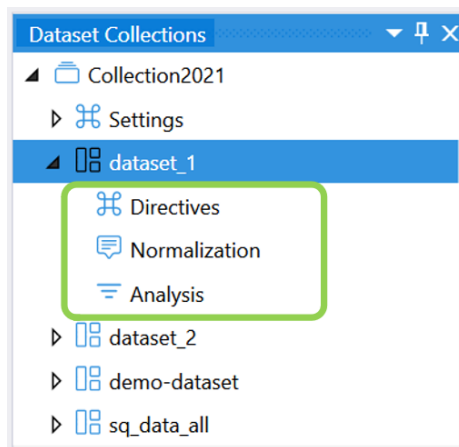 Dataset Collections
Collection2021
Settings
dataset_1
Directives
Normalization
Analysis
dataset_2
demo-dataset
sq_data_all